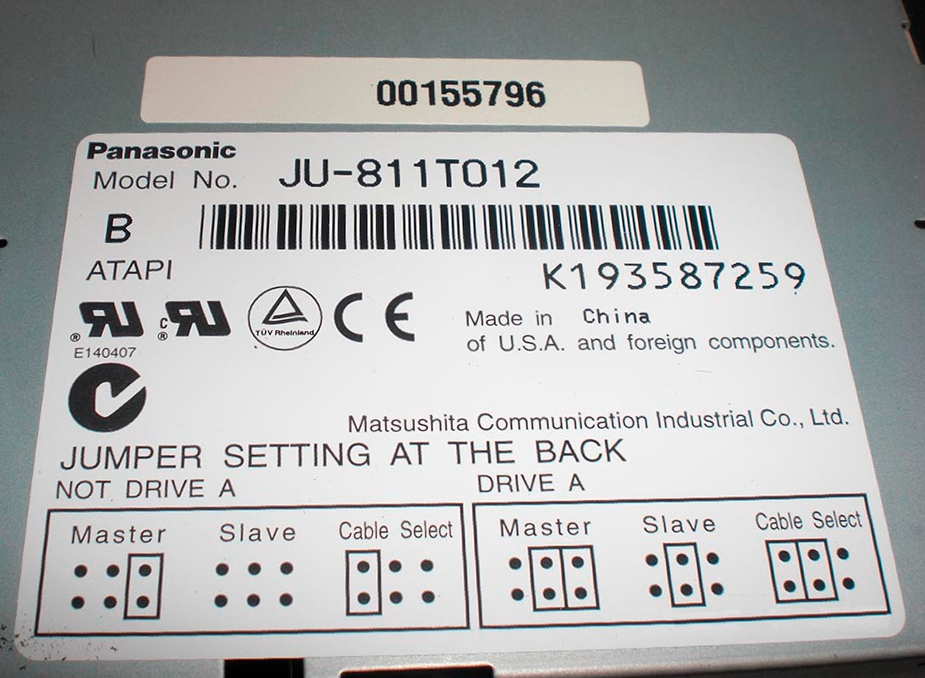 00155796
Panasonic
Model No. JU-811T012
B
ATAPI
K193587259
® c ®
E140407
TÜV Rheinland
CE
Made in China
of U.S.A. and foreign components.
Matsushita Communication Industrial Co., Ltd.
JUMPER SETTING AT THE BACK
NOT DRIVE A
DRIVE A
Master Slave Cable Select
Master Slave Cable Select